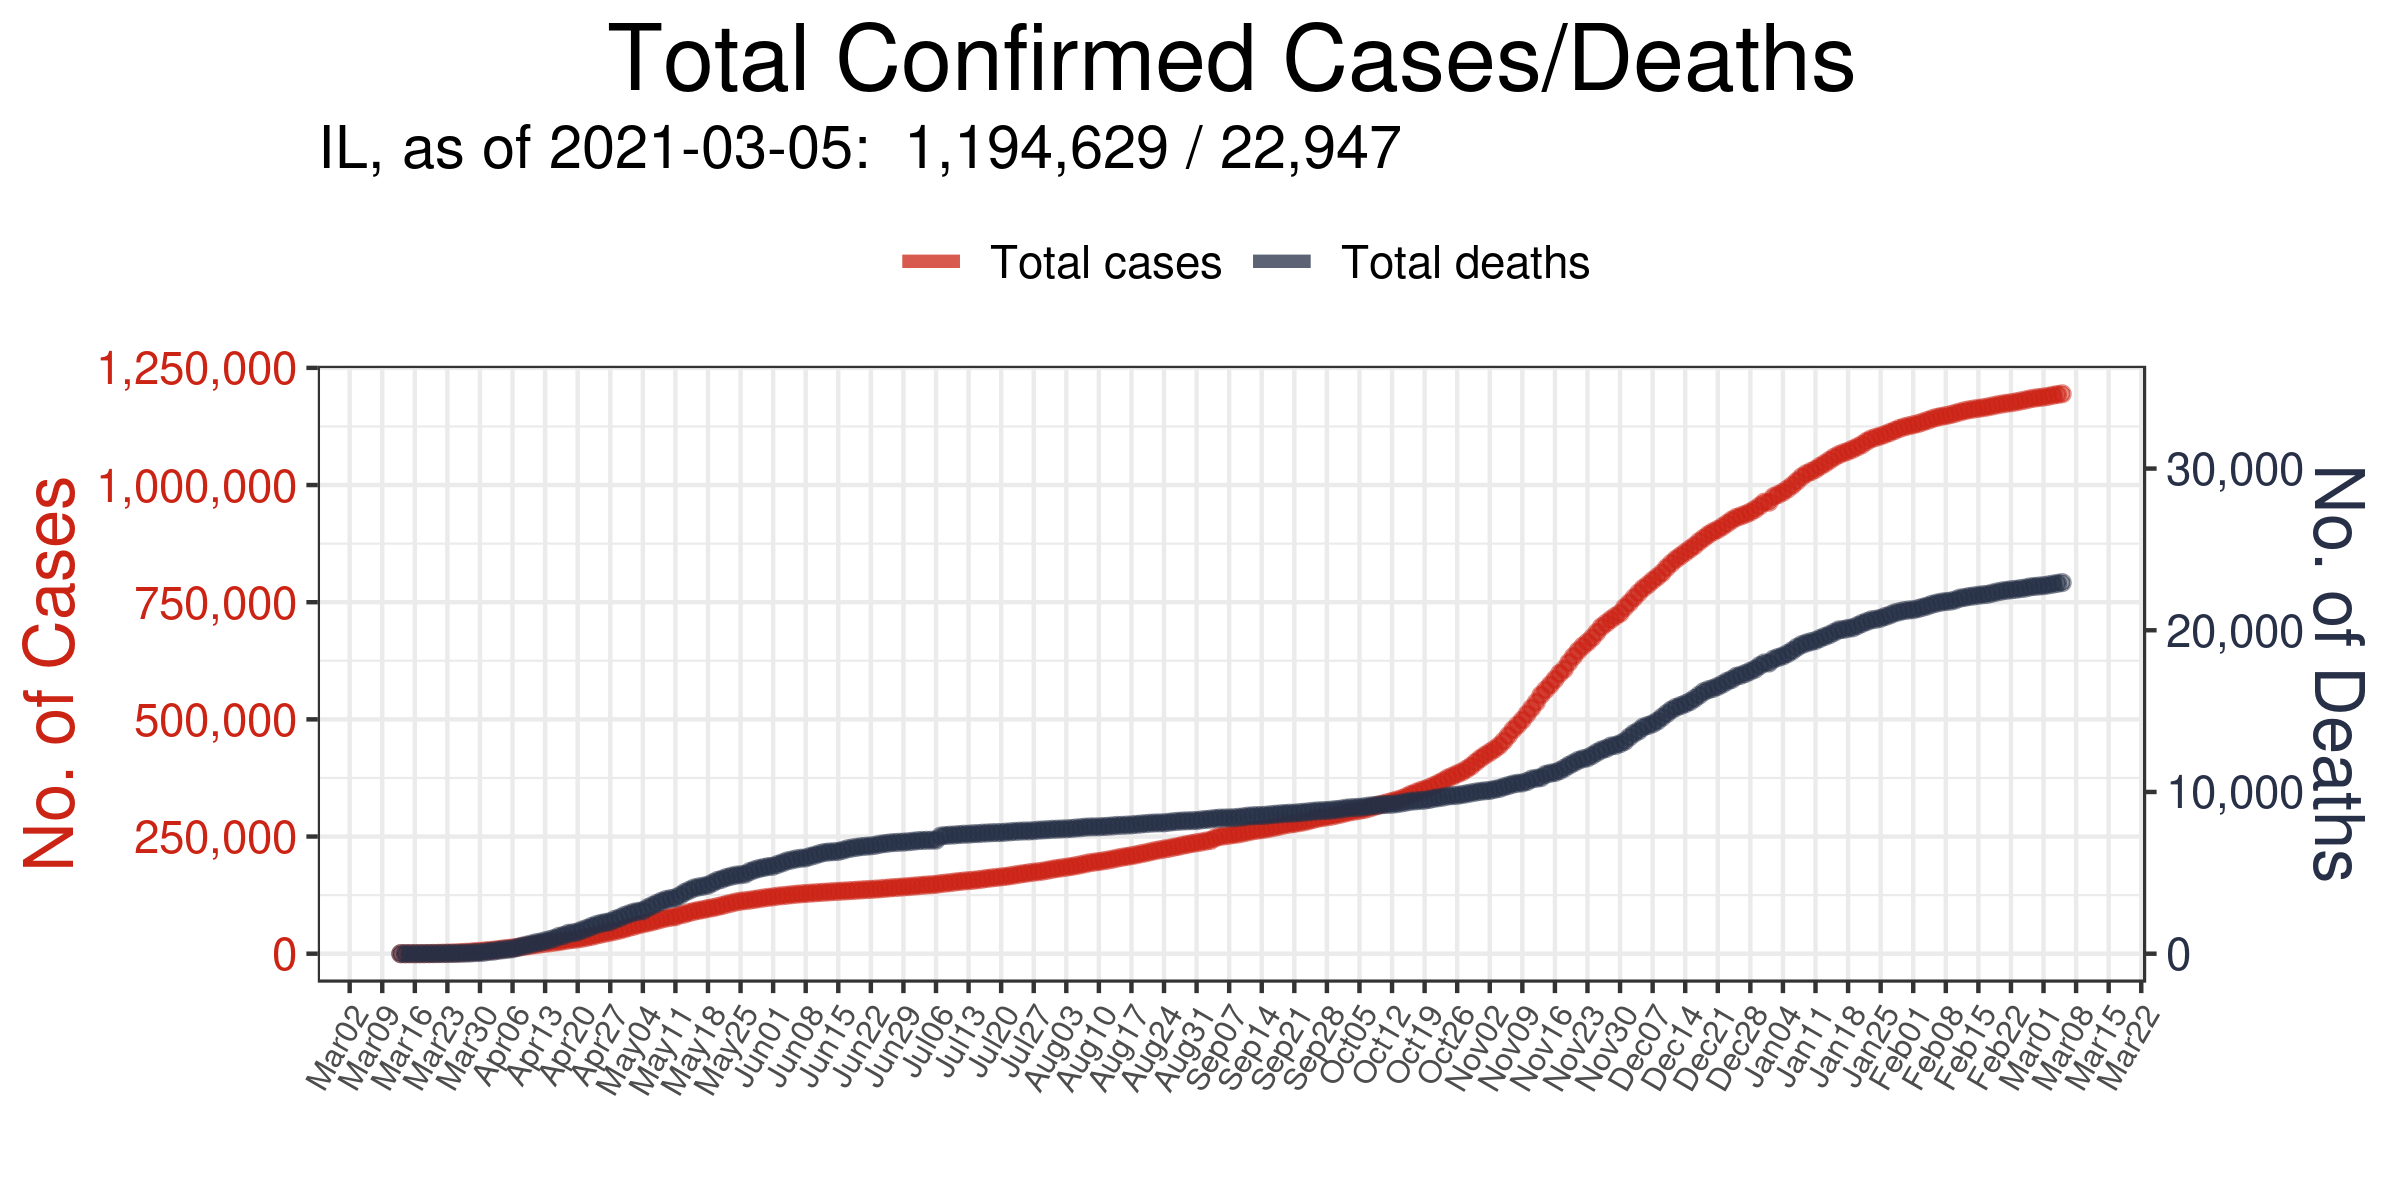 Total Confirmed Cases/Deaths
IL, as of 2021-03-05: 1,194,629 / 22,947
Total cases
Total deaths
No. of Cases
1,250,000
1,000,000
750,000
500,000
250,000
0
30,000
20,000
10,000
0
No. of Deaths
Mar02
Mar09
Mar16
Mar23
Mar30
Apr06
Apr13
Apr20
Apr27
May04
May11
May18
May25
Jun01
Jun08
Jun15
Jun22
Jun29
Jul06
Jul13
Jul20
Jul27
Aug03
Aug10
Aug17
Aug24
Aug31
Sep07
Sep14
Sep21
Sep28
Oct05
Oct12
Oct19
Oct26
Nov02
Nov09
Nov16
Nov23
Nov30
Dec07
Dec14
Dec21
Dec28
Jan04
Jan11
Jan18
Jan25
Feb01
Feb08
Feb15
Feb22
Mar01
Mar08
Mar15
Mar22